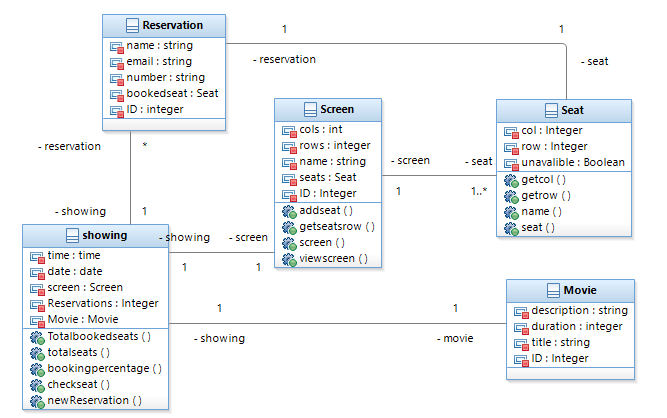 Reservation
name : string
email : string
number : string
bookedseat : Seat
ID : integer
1
1
- reservation
- seat
Screen
cols : int
rows : integer
name : string
seats : Seat
ID : Integer
addseat ( )
getseatsrow ( )
screen ( )
viewscreen ( )
Seat
col : Integer
row : Integer
unavalible : Boolean
getcol ( )
getrow ( )
name ( )
seat ( )
- reservation
*
- screen
- seat
1
1..*
- showing
1
- showing
- screen
1
1
showing
time : time
date : date
screen : Screen
Reservations : Integer
Movie : Movie
Totalbookedseats ( )
totalseats ( )
bookingpercentage ( )
checkseat ( )
newReservation ( )
1
1
- showing
- movie
Movie
description : string
duration : integer
title : string
ID : Integer